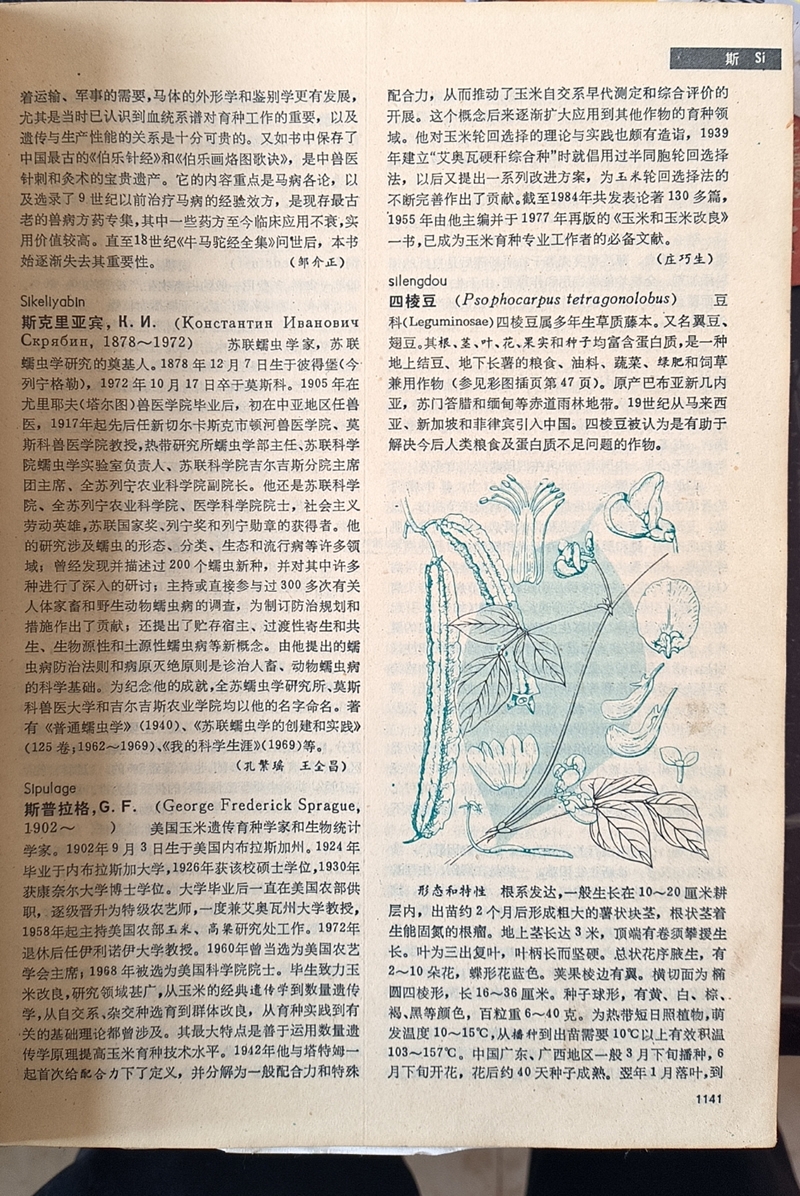 斯 Si
着运输、军事的需要,马体的外形学和鉴别学更有发展,
尤其是当时已认识到血统系谱对育种工作的重要，以及
遗传与生产性能的关系是十分可贵的。又如书中保存了
中国最古的《伯乐针经》和《伯乐画烙图歌诀》，是中兽医
针刺和灸术的宝贵遗产。它的内容重点是马病各论，以
及选录了9世纪以前治疗马病的经验效方，是现存最古
老的兽病方药专集,其中一些药方至今临床应用不衰,实
用价值较高。直至18世纪《牛马驼经全集》问世后，本书
始逐渐失去其重要性。 (邹介正)
Sikeliyabin
斯克里亚宾, К. И. (Константин Иванович
Скрябин, 1878～1972) 苏联蠕虫学家，苏联
蠕虫学研究的奠基人。1878年12月7日生于彼得堡(今
列宁格勒)，1972年10月17日卒于莫斯科。1905年在
尤里耶夫(塔尔图)兽医学院毕业后，初在中亚地区任兽
医，1917年起先后任新切尔卡斯克市顿河兽医学院、莫
斯科兽医学院教授,热带研究所蠕虫学部主任、苏联科学
院蠕虫学实验室负责人、苏联科学院吉尔吉斯分院主席
团主席、全苏列宁农业科学院副院长。他还是苏联科学
院、全苏列宁农业科学院、医学科学院院士，社会主义
劳动英雄,苏联国家奖、列宁奖和列宁勋章的获得者。他
的研究涉及蠕虫的形态、分类、生态和流行病等许多领
域；曾经发现并描述过200个蠕虫新种，并对其中许多
种进行了深入的研讨；主持或直接参与过300多次有关
人体家畜和野生动物蠕虫病的调查，为制订防治规划和
措施作出了贡献；还提出了贮存宿主、过渡性寄生和共
生、生物源性和土源性蠕虫病等新概念。由他提出的蠕
虫病防治法则和病原灭绝原则是诊治人畜、动物蠕虫病
的科学基础。为纪念他的成就,全苏蠕虫学研究所、莫斯
科兽医大学和吉尔吉斯农业学院均以他的名字命名。著
有《普通蠕虫学》(1940)、《苏联蠕虫学的创建和实践》
(125卷;1962～1969)、《我的科学生涯》(1969)等。
(孔繁瑶 王全昌)
Sipulage
斯普拉格,G. F. (George Frederick Sprague,
1902～ ) 美国玉米遗传育种学家和生物统计
学家。1902年9月3日生于美国内布拉斯加州。1924年
毕业于内布拉斯加大学,1926年获该校硕士学位,1930年
获康奈尔大学博士学位。大学毕业后一直在美国农部供
职，逐级晋升为特级农艺师,一度兼艾奥瓦州大学教授，
1958年起主持美国农部玉米、高粱研究处工作。1972年
退休后任伊利诺伊大学教授。1960年曾当选为美国农艺
学会主席；1968年被选为美国科学院院士。毕生致力玉
米改良,研究领域甚广,从玉米的经典遗传学到数量遗传
学,从自交系、杂交种选育到群体改良，从育种实践到有
关的基础理论都曾涉及。其最大特点是善于运用数量遗
传学原理提高玉米育种技术水平。1942年他与塔特姆一
起首次给配合力下了定义，并分解为一般配合力和特殊
配合力，从而推动了玉米自交系早代测定和综合评价的
开展。这个概念后来逐渐扩大应用到其他作物的育种领
域。他对玉米轮回选择的理论与实践也颇有造诣，1939
年建立“艾奥瓦硬秆综合种”时就倡用过半同胞轮回选择
法，以后又提出一系列改进方案，为玉米轮回选择法的
不断完善作出了贡献。截至1984年共发表论著130多篇，
1955年由他主编并于1977年再版的《玉米和玉米改良》
一书,已成为玉米育种专业工作者的必备文献。
(庄巧生)
silengdou
四棱豆 (Psophocarpus tetragonolobus) 豆
科(Leguminosae)四棱豆属多年生草质藤本。又名翼豆、
翅豆。其根、茎、叶、花、果实和种子均富含蛋白质,是一种
地上结豆、地下长薯的粮食、油料、蔬菜、绿肥和饲草
兼用作物（参见彩图插页第47页）。原产巴布亚新几内
亚，苏门答腊和缅甸等赤道雨林地带。19世纪从马来西
亚、新加坡和菲律宾引入中国。四棱豆被认为是有助于
解决今后人类粮食及蛋白质不足问题的作物。
形态和特性 根系发达,一般生长在10～20厘米耕
层内，出苗约2个月后形成粗大的薯状块茎，根状茎着
生能固氮的根瘤。地上茎长达3米，顶端有卷须攀援生
长。叶为三出复叶，叶柄长而坚硬。总状花序腋生，有
2～10朵花，蝶形花蓝色。荚果棱边有翼。横切面为椭
圆四棱形，长16～36厘米。种子球形，有黄、白、棕、
褐、黑等颜色，百粒重6～40克。为热带短日照植物,萌
发温度10～15℃,从播种到出苗需要10℃以上有效积温
103～157℃。中国广东、广西地区一般3月下旬播种，6
月下旬开花，花后约40天种子成熟。翌年1月落叶,到
1141